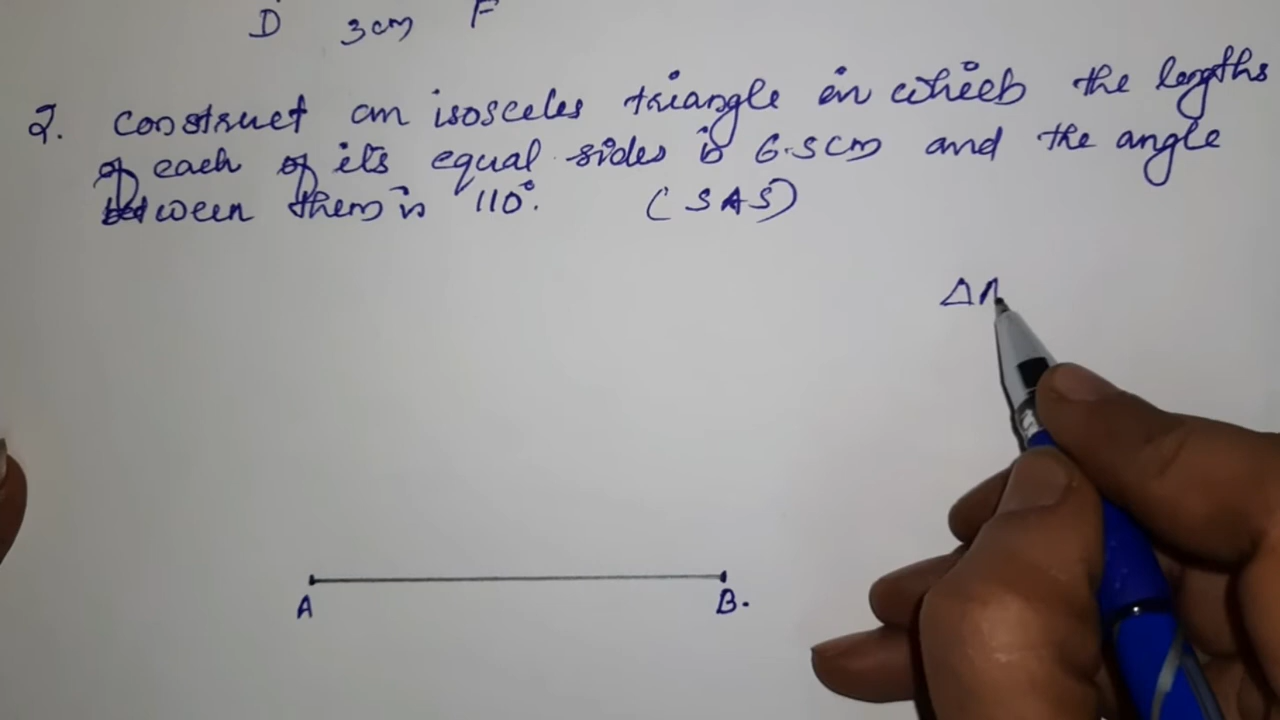 D 3cm F
2. construct an isosceles triangle in which the lengths
of each of its equal sides is 6.5cm and the angle
between them is 110°. (SAS)
△A
A B.